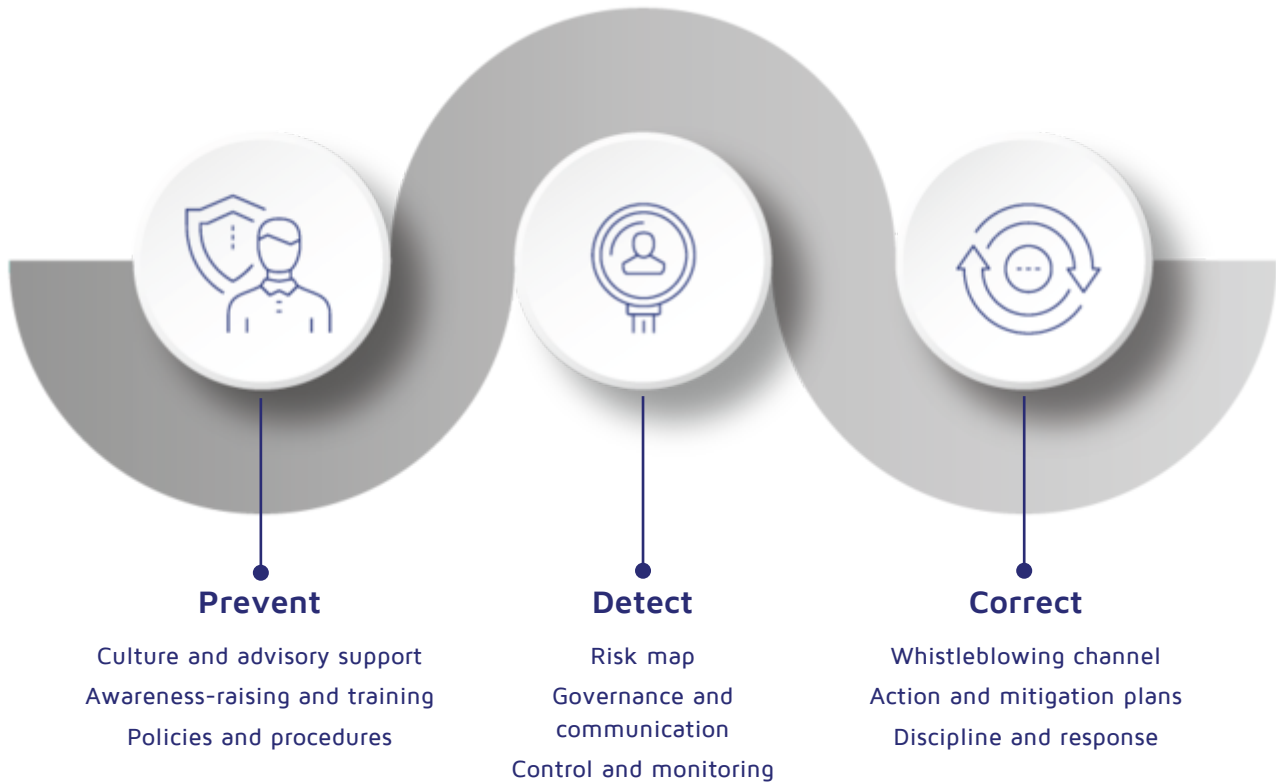 Prevent
Culture and advisory support
Awareness-raising and training
Policies and procedures
Detect
Risk map
Governance and
communication
Control and monitoring
Correct
Whistleblowing channel
Action and mitigation plans
Discipline and response